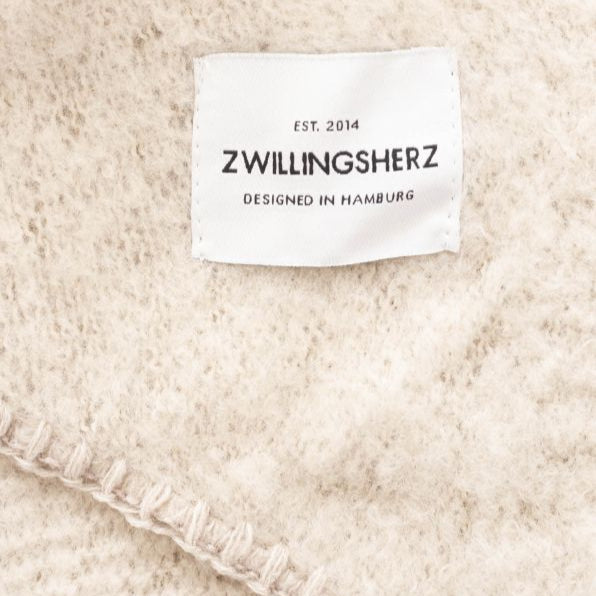 EST. 2014
ZWILLINGSHERZ
DESIGNED IN HAMBURG